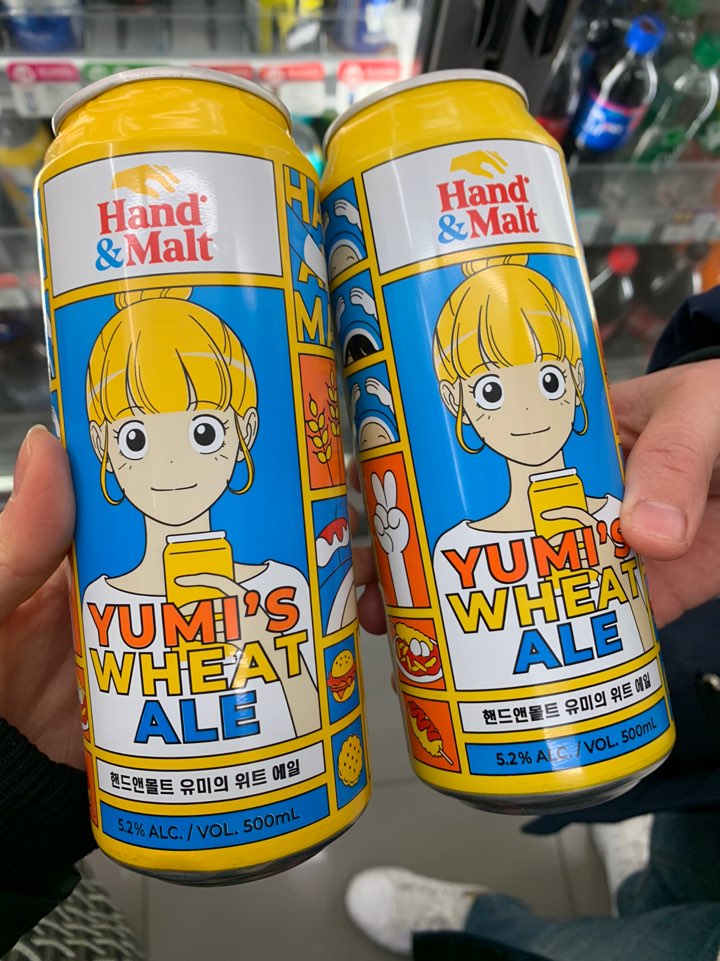 Hand
&Malt
YUMI'S
WHEAT
ALE
핸드앤몰트 유미의 위트 에일
5.2% ALC. / VOL. 500mL
HA
MA
Hand
&Malt
YUMI'S
WHEAT
ALE
핸드앤몰트 유미의 위트 에일
5.2% ALC. / VOL. 500mL